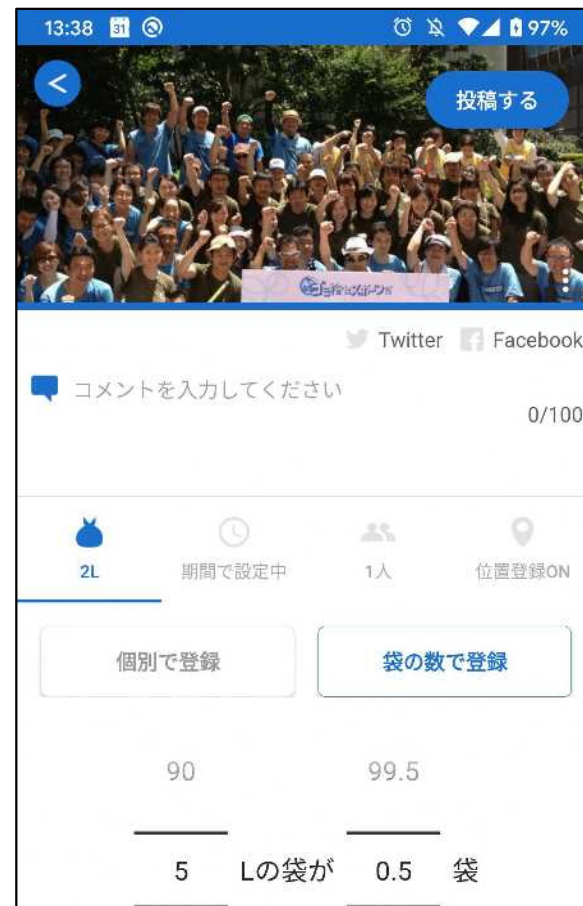 13:38 31 97%
投稿する
Twitter Facebook
コメントを入力してください
0/100
2L 期間で設定中 1人 位置登録ON
個別で登録 袋の数で登録
90 99.5
5 Lの袋が 0.5 袋